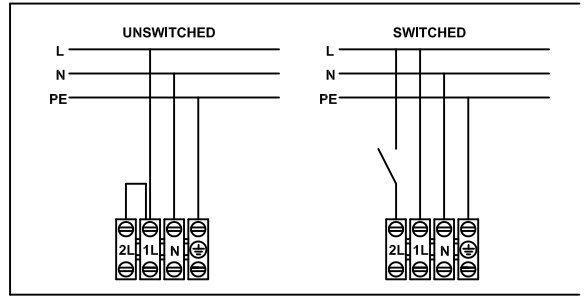 UNSWITCHED SWITCHED
L L
N N
PE PE
2L 1L N 2L 1L N